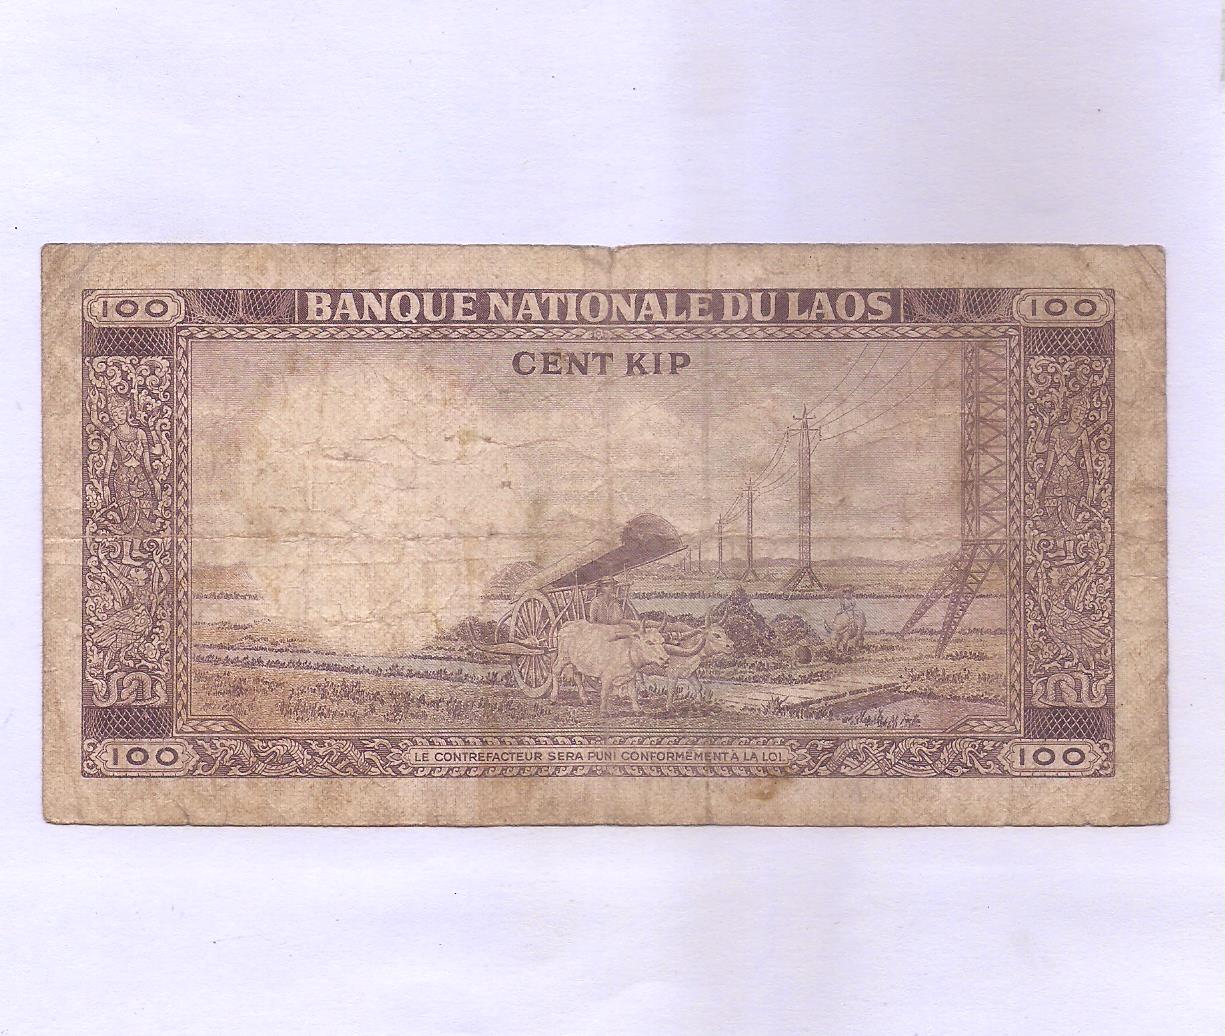 100 BANQUE NATIONALE DU LAOS 100
CENT KIP
100 LE CONTREFACTEUR SERA PUNI CONFORMÉMENT À LA LOI. 100